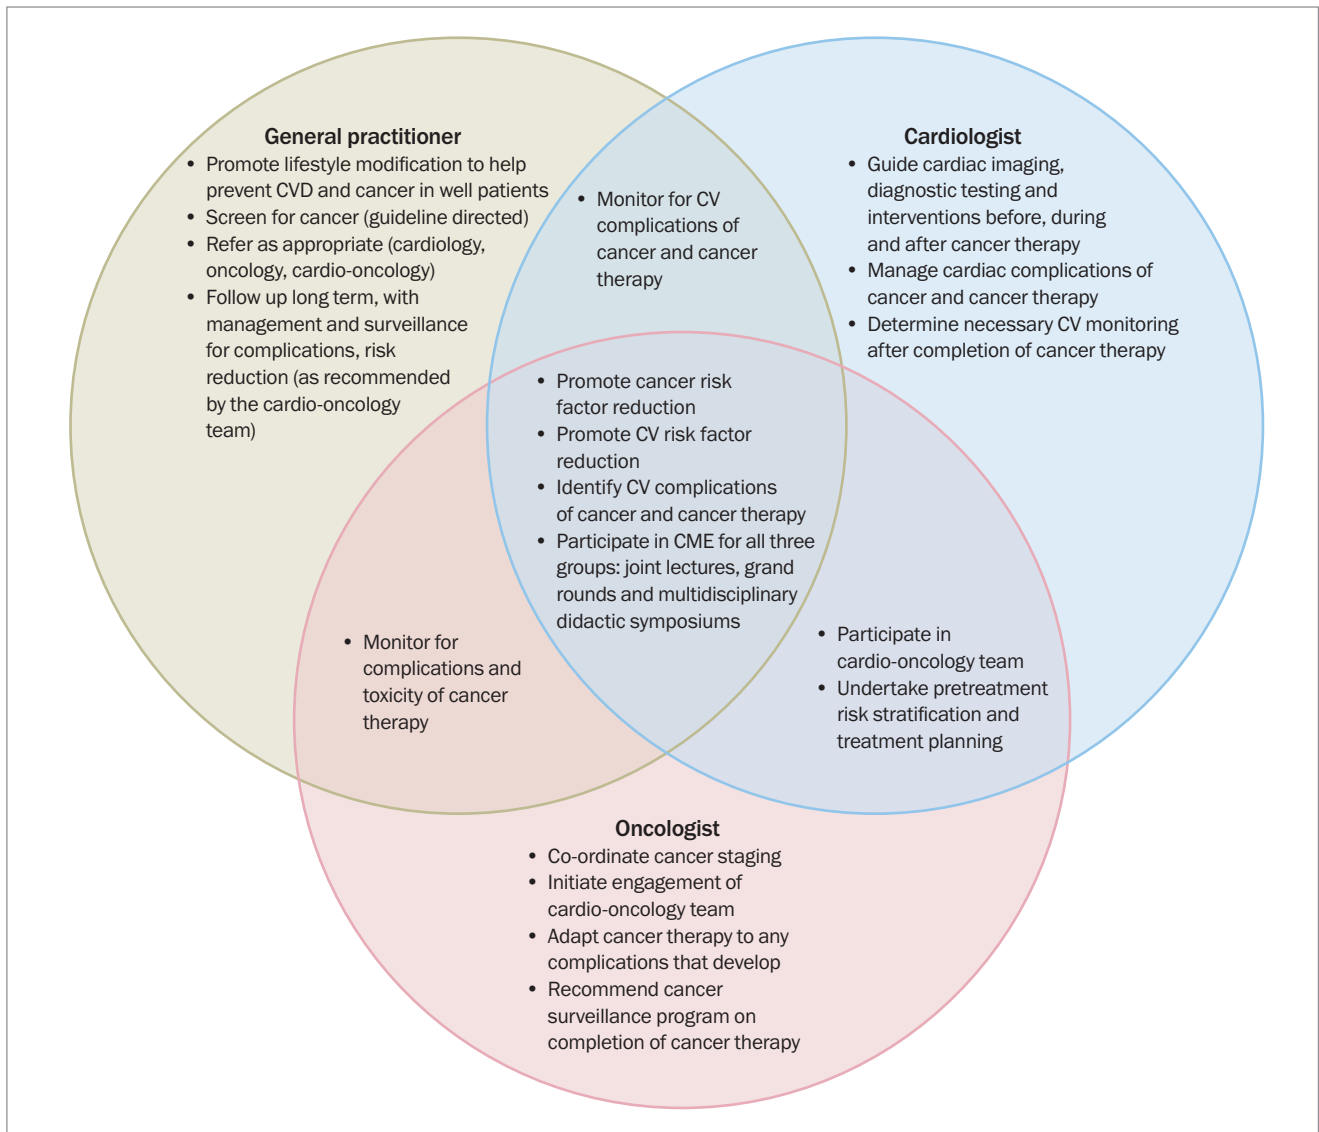 General practitioner
• Promote lifestyle modification to help
prevent CVD and cancer in well patients
• Screen for cancer (guideline directed)
• Refer as appropriate (cardiology,
oncology, cardio-oncology)
• Follow up long term, with
management and surveillance
for complications, risk
reduction (as recommended
by the cardio-oncology
team)
• Monitor for CV
complications of
cancer and cancer
therapy
Cardiologist
• Guide cardiac imaging,
diagnostic testing and
interventions before, during
and after cancer therapy
• Manage cardiac complications of
cancer and cancer therapy
• Determine necessary CV monitoring
after completion of cancer therapy
• Promote cancer risk
factor reduction
• Promote CV risk factor
reduction
• Identify CV complications
of cancer and cancer therapy
• Participate in CME for all three
groups: joint lectures, grand
rounds and multidisciplinary
didactic symposiums
• Monitor for
complications and
toxicity of cancer
therapy
• Participate in
cardio-oncology team
• Undertake pretreatment
risk stratification and
treatment planning
Oncologist
• Co-ordinate cancer staging
• Initiate engagement of
cardio-oncology team
• Adapt cancer therapy to any
complications that develop
• Recommend cancer
surveillance program on
completion of cancer therapy